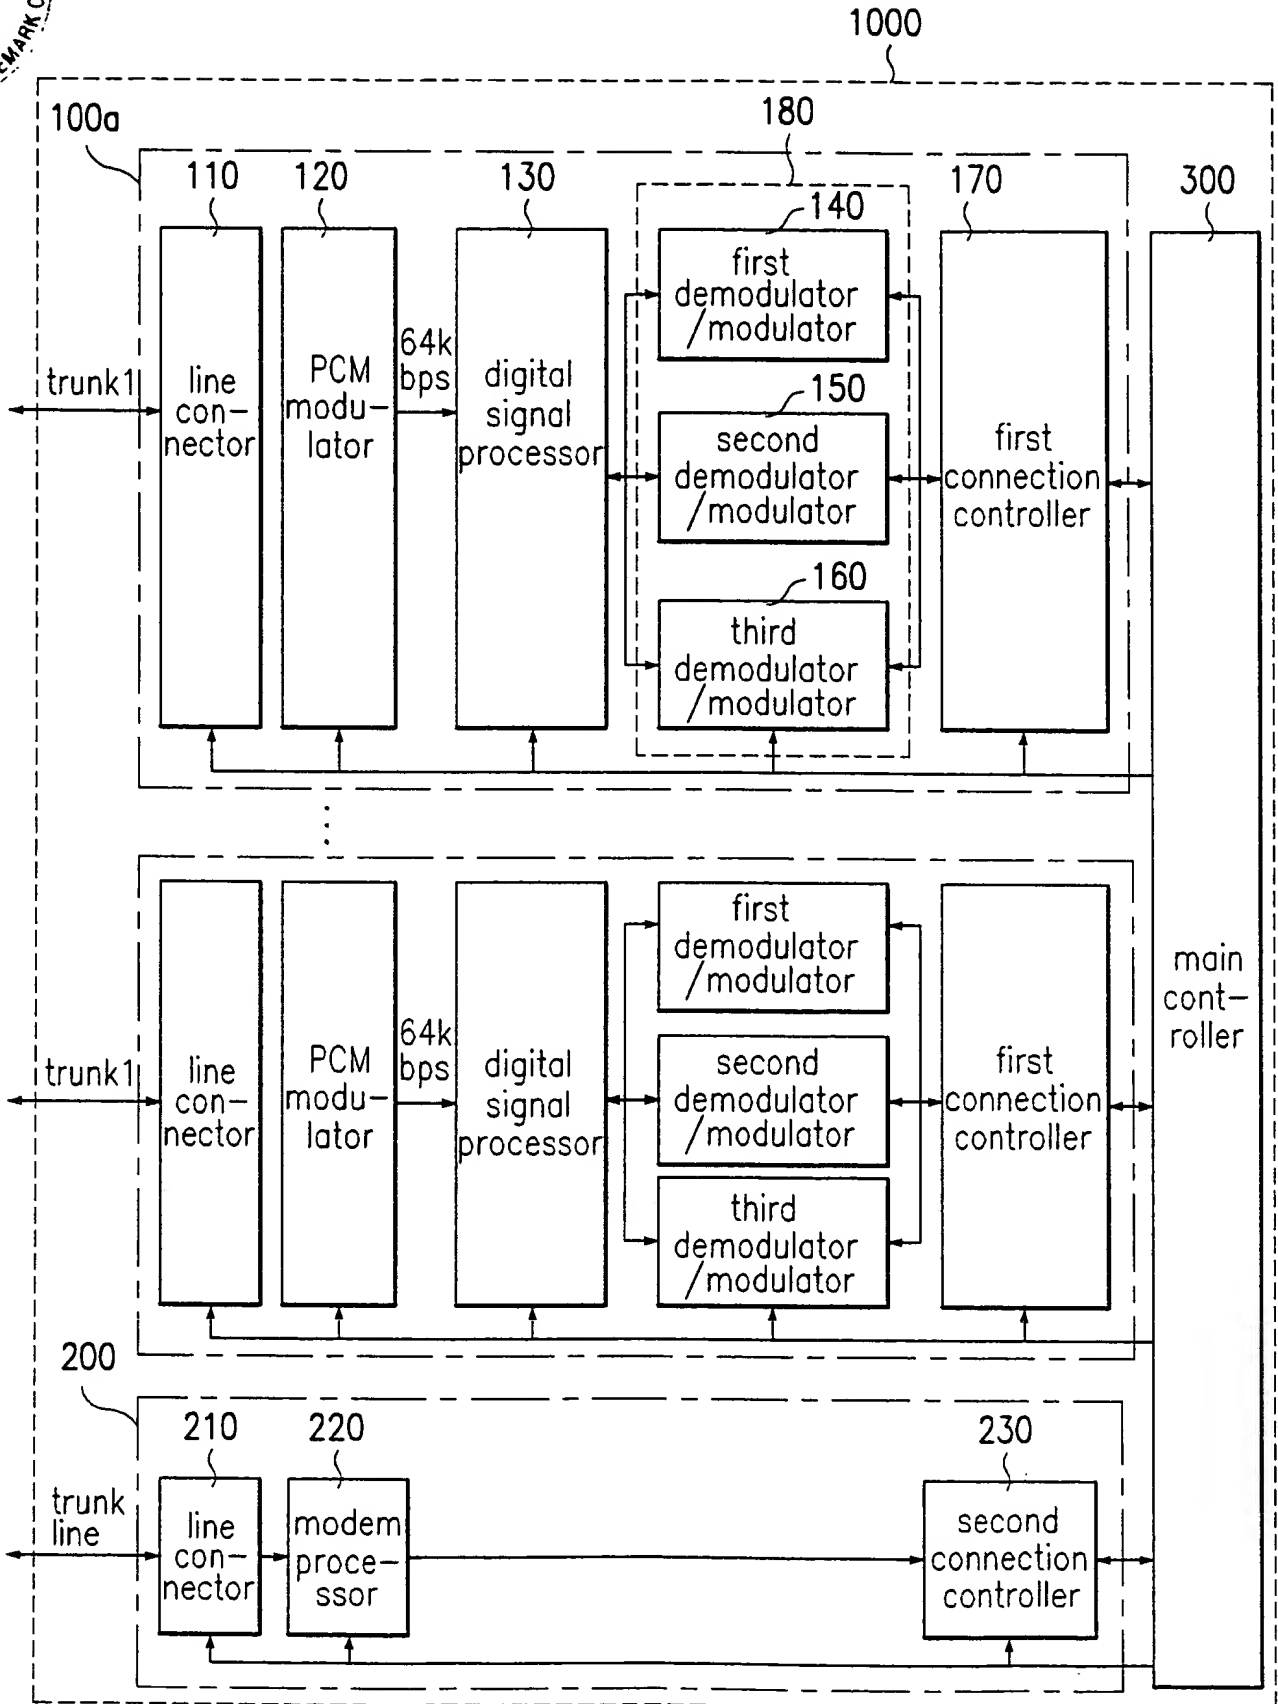 EMARK
1000
100a
180
110
120
130
170
300
140
first
demodulator
/modulator
64k
bps
trunk1
line
con-
nector
PCM
modu-
lator
digital
signal
processor
150
second
demodulator
/modulator
first
connection
controller
160
third
demodulator
/modulator
first
demodulator
/modulator
main
cont-
roller
64k
bps
trunk1
line
con-
nector
PCM
modu-
lator
digital
signal
processor
second
demodulator
/modulator
first
connection
controller
third
demodulator
/modulator
200
210
220
230
trunk
line
line
con-
nector
modem
proce-
ssor
second
connection
controller